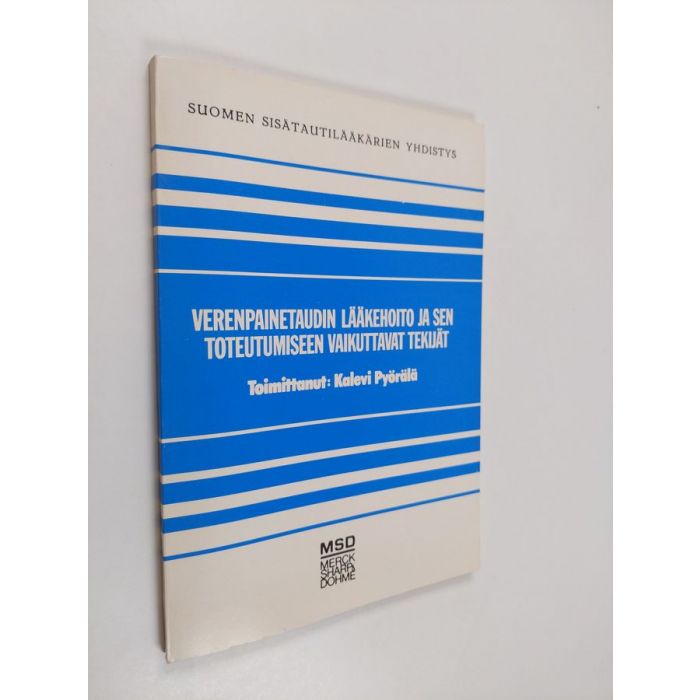 SUOMEN SISÄTAUTILÄÄKÄRIEN YHDISTYS
VERENPAINETAUDIN LÄÄKEHOITO JA SEN
TOTEUTUMISEEN VAIKUTTAVAT TEKIJÄT
Toimittanut: Kalevi Pyörälä
MSD
MERCK
SHARP&
DOHME